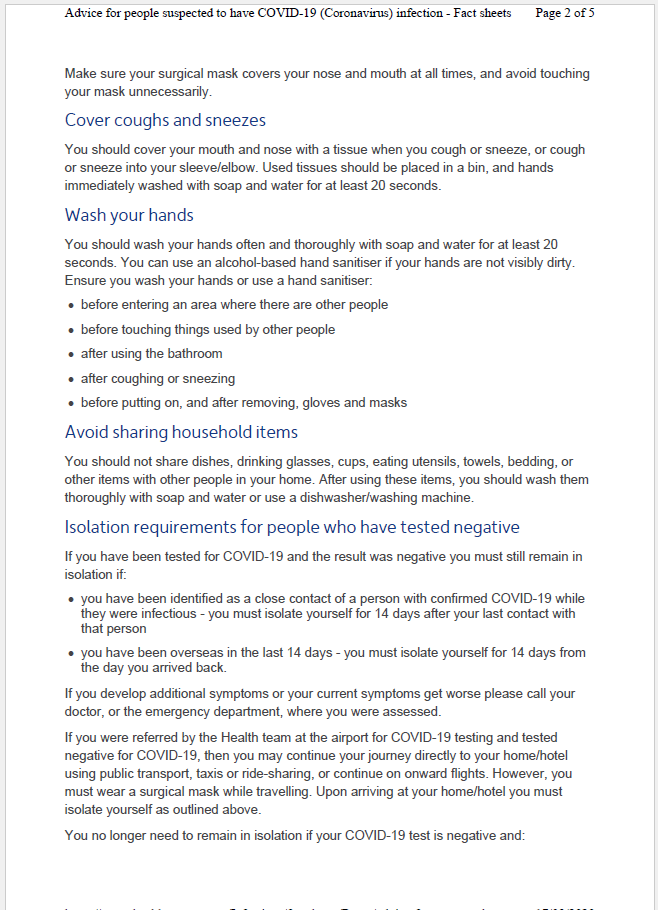 Advice for people suspected to have COVID-19 (Coronavirus) infection - Fact sheets Page 2 of 5
Make sure your surgical mask covers your nose and mouth at all times, and avoid touching
your mask unnecessarily.
Cover coughs and sneezes
You should cover your mouth and nose with a tissue when you cough or sneeze, or cough
or sneeze into your sleeve/elbow. Used tissues should be placed in a bin, and hands
immediately washed with soap and water for at least 20 seconds.
Wash your hands
You should wash your hands often and thoroughly with soap and water for at least 20
seconds. You can use an alcohol-based hand sanitiser if your hands are not visibly dirty.
Ensure you wash your hands or use a hand sanitiser:
• before entering an area where there are other people
• before touching things used by other people
• after using the bathroom
• after coughing or sneezing
• before putting on, and after removing, gloves and masks
Avoid sharing household items
You should not share dishes, drinking glasses, cups, eating utensils, towels, bedding, or
other items with other people in your home. After using these items, you should wash them
thoroughly with soap and water or use a dishwasher/washing machine.
Isolation requirements for people who have tested negative
If you have been tested for COVID-19 and the result was negative you must still remain in
isolation if:
• you have been identified as a close contact of a person with confirmed COVID-19 while
they were infectious - you must isolate yourself for 14 days after your last contact with
that person
• you have been overseas in the last 14 days - you must isolate yourself for 14 days from
the day you arrived back.
If you develop additional symptoms or your current symptoms get worse please call your
doctor, or the emergency department, where you were assessed.
If you were referred by the Health team at the airport for COVID-19 testing and tested
negative for COVID-19, then you may continue your journey directly to your home/hotel
using public transport, taxis or ride-sharing, or continue on onward flights. However, you
must wear a surgical mask while travelling. Upon arriving at your home/hotel you must
isolate yourself as outlined above.
You no longer need to remain in isolation if your COVID-19 test is negative and: